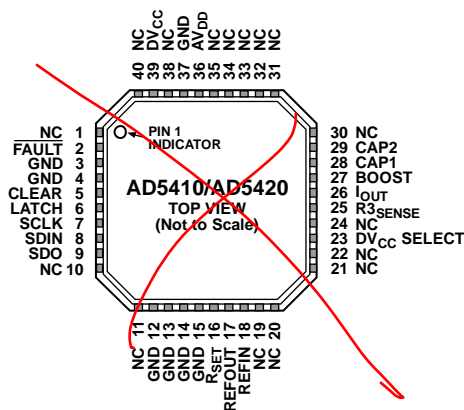 40 NC
39 DVCC
38 NC
37 GND
36 AVDD
35 NC
34 NC
33 NC
32 NC
31 NC
NC 1
FAULT 2
GND 3
GND 4
CLEAR 5
LATCH 6
SCLK 7
SDIN 8
SDO 9
NC 10
PIN 1
INDICATOR
AD5410/AD5420
TOP VIEW
(Not to Scale)
30 NC
29 CAP2
28 CAP1
27 BOOST
26 IOUT
25 R3SENSE
24 NC
23 DVCC SELECT
22 NC
21 NC
NC 11
GND 12
GND 13
GND 14
GND 15
RSET 16
REFOUT 17
REFIN 18
NC 19
NC 20